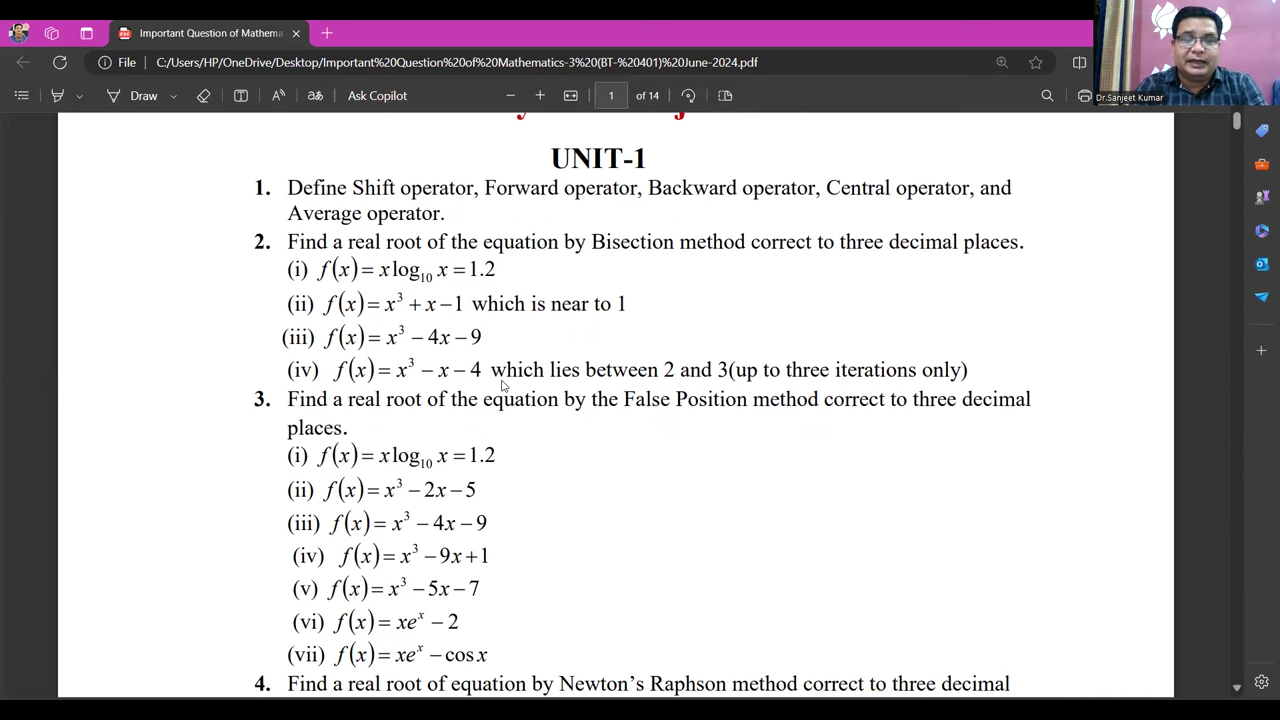 Important Question of Mathema
File C:/Users/HP/OneDrive/Desktop/Important%20Question%20of%20Mathematics-3%20(BT-%20401)%20June-2024.pdf
Draw
Ask Copilot
1 of 14
Dr.Sanjeet Kumar
UNIT-1
1. Define Shift operator, Forward operator, Backward operator, Central operator, and
Average operator.
2. Find a real root of the equation by Bisection method correct to three decimal places.
(i) f(x)= x log₁₀ x =1.2
(ii) f(x)= x³ + x −1 which is near to 1
(iii) f(x)= x³ − 4x − 9
(iv) f(x)= x³ − x − 4 which lies between 2 and 3(up to three iterations only)
3. Find a real root of the equation by the False Position method correct to three decimal
places.
(i) f(x)= x log₁₀ x =1.2
(ii) f(x)= x³ − 2x − 5
(iii) f(x)= x³ − 4x − 9
(iv) f(x)= x³ − 9x +1
(v) f(x)= x³ − 5x − 7
(vi) f(x)= xeˣ − 2
(vii) f(x)= xeˣ − cos x
4. Find a real root of equation by Newton's Raphson method correct to three decimal